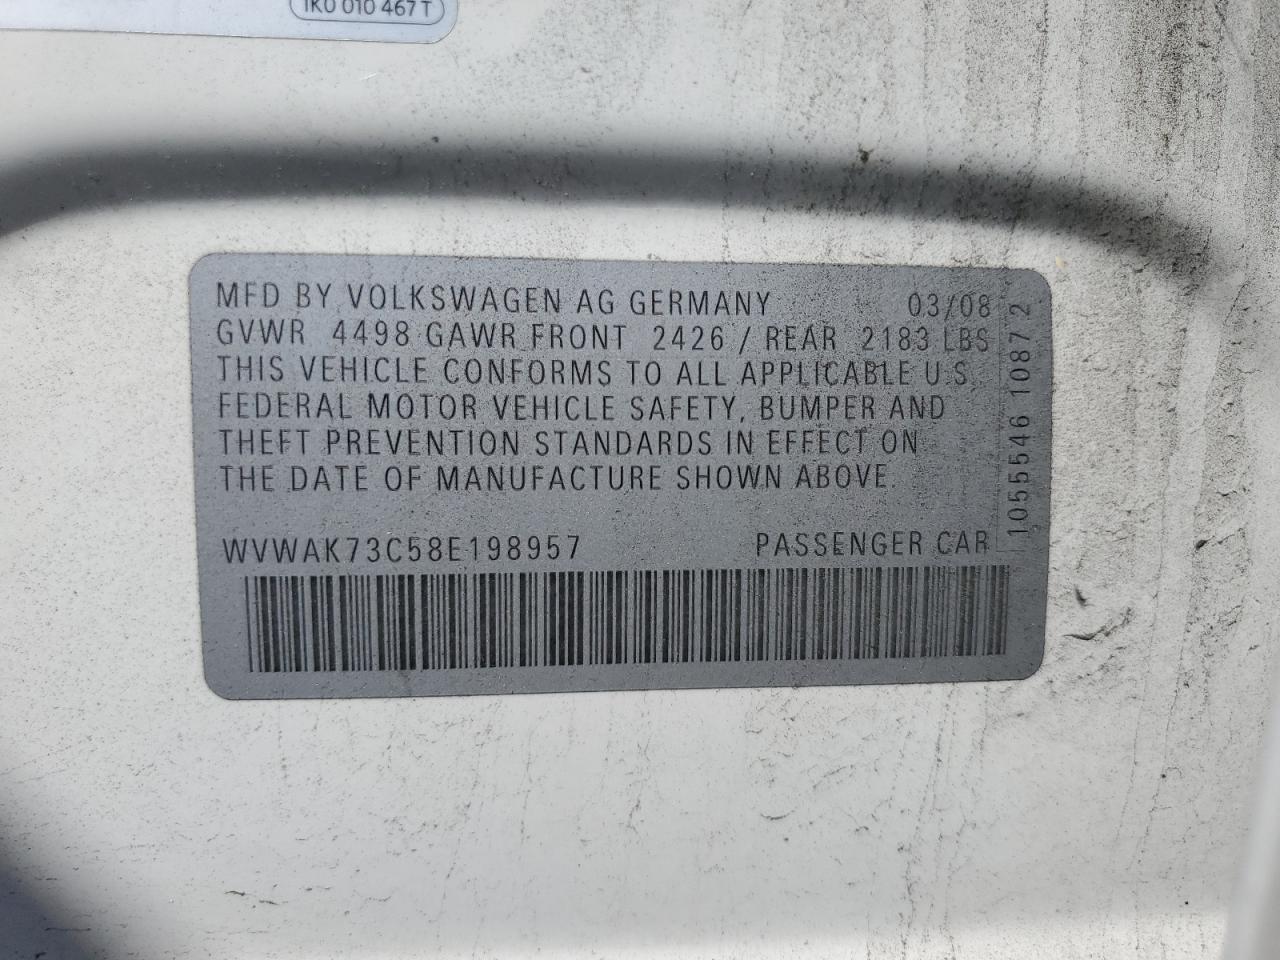 1K0 010 467 T
MFD BY VOLKSWAGEN AG GERMANY 03/08
GVWR 4498 GAWR FRONT 2426 / REAR 2183 LBS
THIS VEHICLE CONFORMS TO ALL APPLICABLE U.S.
FEDERAL MOTOR VEHICLE SAFETY, BUMPER AND
THEFT PREVENTION STANDARDS IN EFFECT ON
THE DATE OF MANUFACTURE SHOWN ABOVE.
WVWAK73C58E198957 PASSENGER CAR
1055546 1087 2